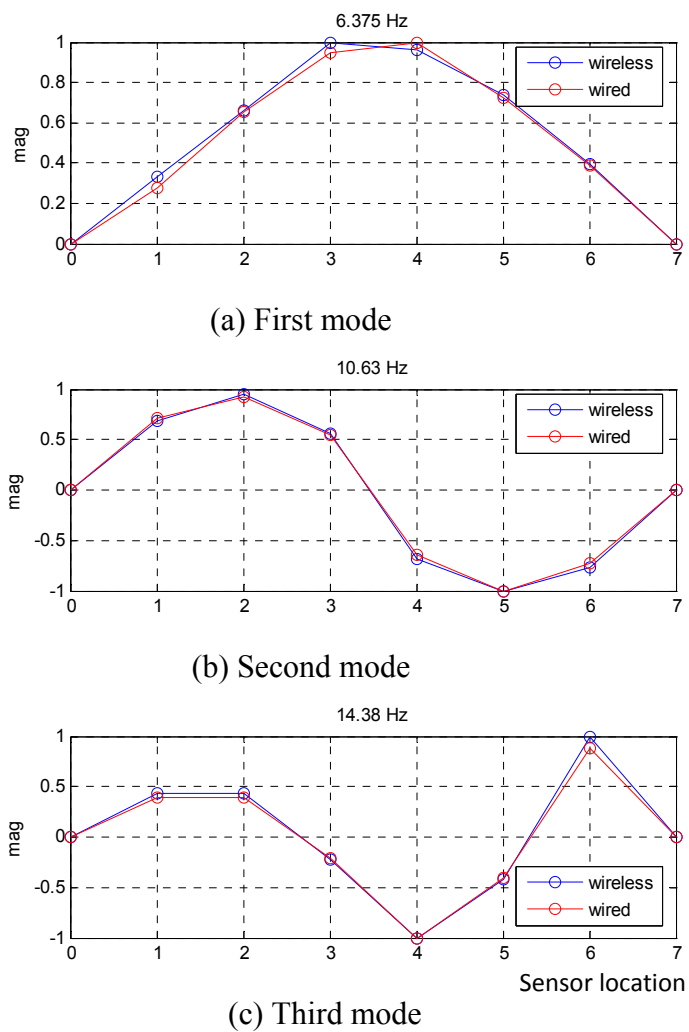 6.375 Hz
1
0.8
0.6
0.4
0.2
0
mag
wireless
wired
0 1 2 3 4 5 6 7
(a) First mode
10.63 Hz
1
0.5
0
-0.5
-1
mag
wireless
wired
0 1 2 3 4 5 6 7
(b) Second mode
14.38 Hz
1
0.5
0
-0.5
-1
mag
wireless
wired
0 1 2 3 4 5 6 7
Sensor location
(c) Third mode